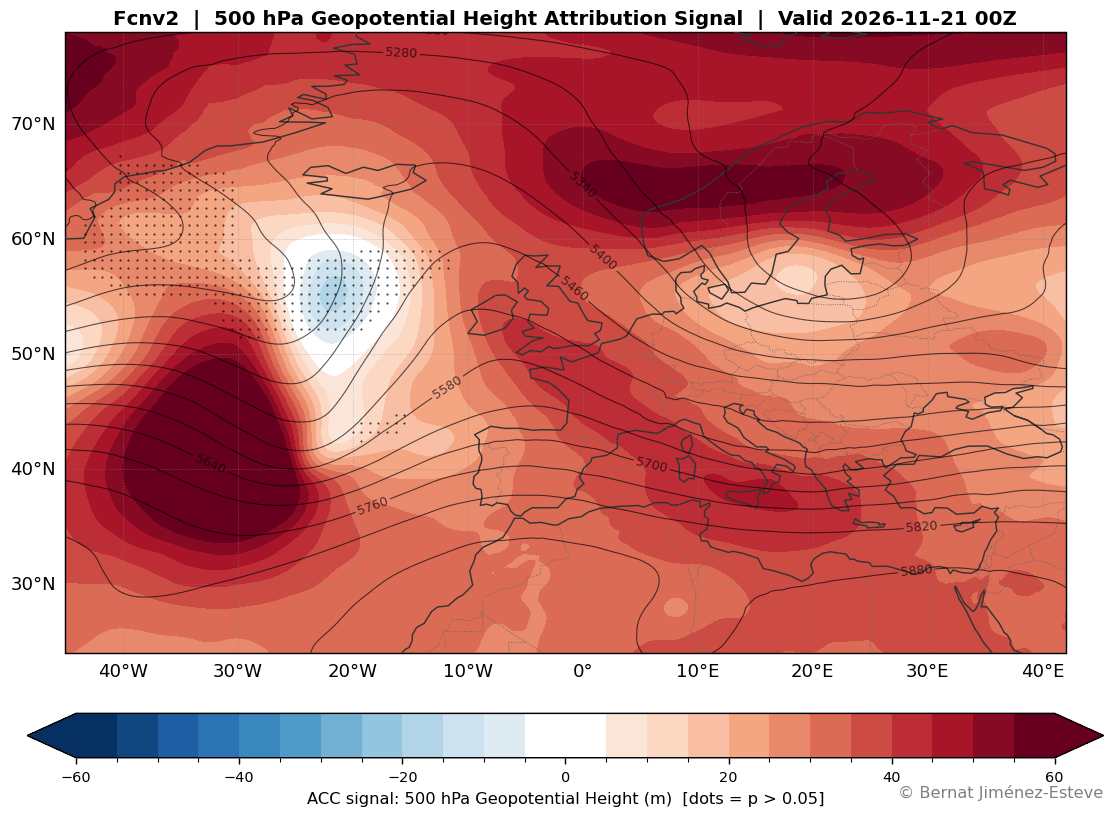 Fcnv2 | 500 hPa Geopotential Height Attribution Signal | Valid 2026-11-21 00Z
5280
70°N
5340
60°N
5400
5460
50°N
5580
40°N
5640
5700
5760
5820
30°N
5880
40°W 30°W 20°W 10°W 0° 10°E 20°E 30°E 40°E
−60 −40 −20 0 20 40 60
ACC signal: 500 hPa Geopotential Height (m) [dots = p > 0.05]
© Bernat Jiménez-Esteve